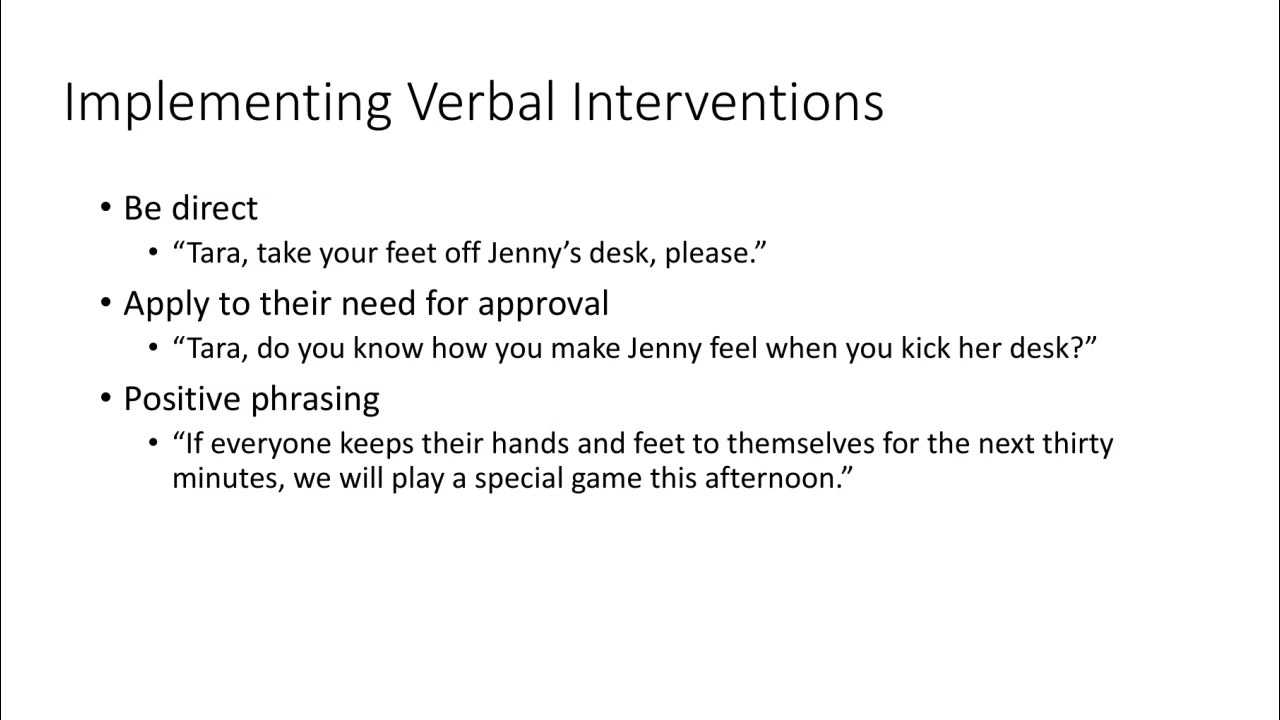 Implementing Verbal Interventions
• Be direct
• “Tara, take your feet off Jenny’s desk, please.”
• Apply to their need for approval
• “Tara, do you know how you make Jenny feel when you kick her desk?”
• Positive phrasing
• “If everyone keeps their hands and feet to themselves for the next thirty
minutes, we will play a special game this afternoon.”